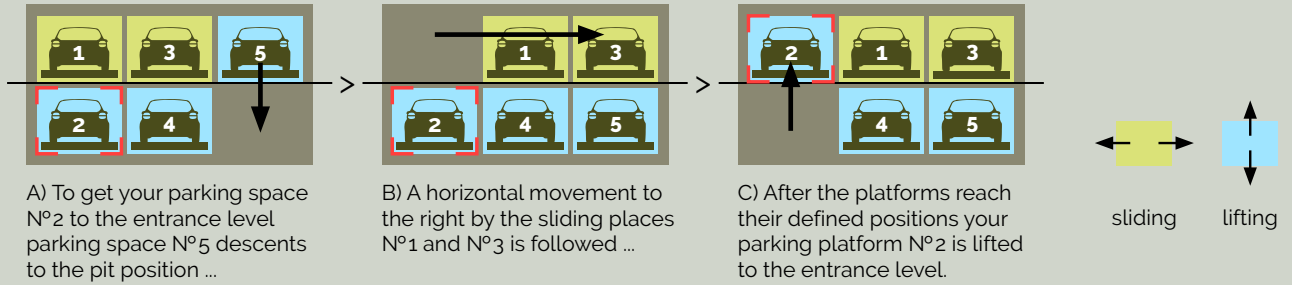 1 3 5
2 4
>
1 3
2 4 5
>
2 1 3
4 5
A) To get your parking space
Nº2 to the entrance level
parking space Nº5 descents
to the pit position ...
B) A horizontal movement to
the right by the sliding places
Nº1 and Nº3 is followed ...
C) After the platforms reach
their defined positions your
parking platform Nº2 is lifted
to the entrance level.
sliding
lifting